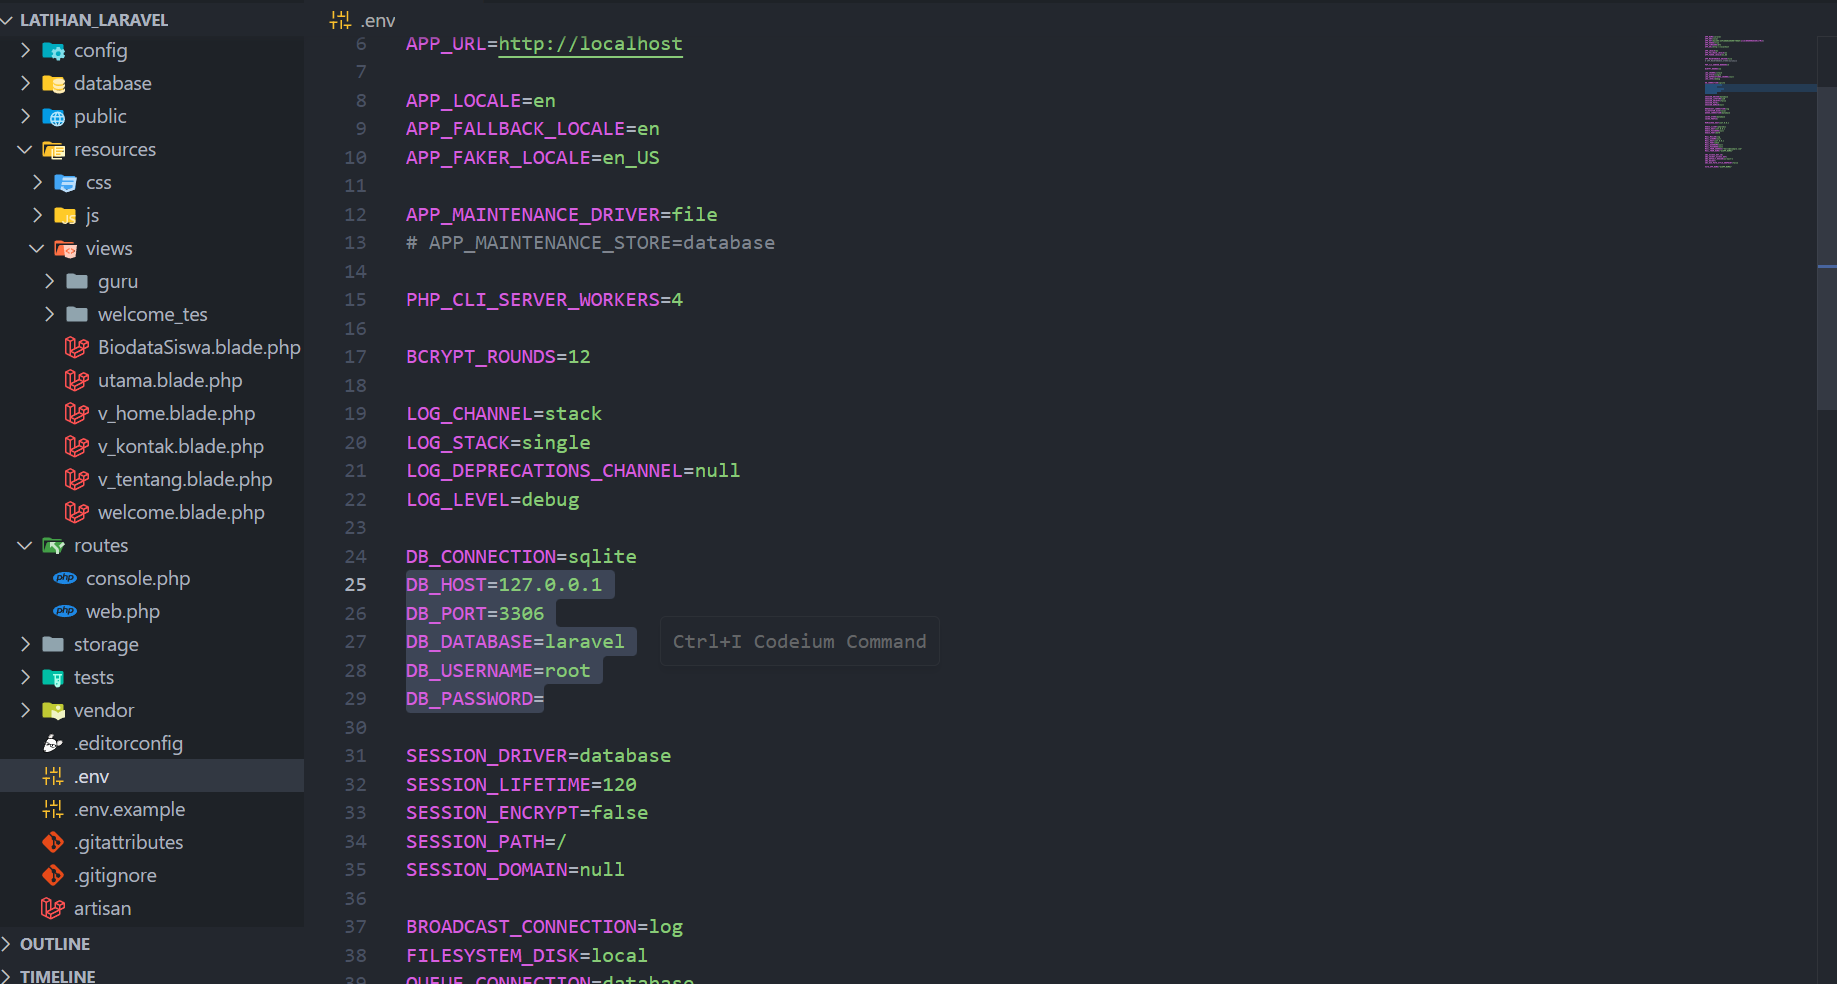 LATIHAN_LARAVEL
config
database
public
resources
css
js
views
guru
welcome_tes
BiodataSiswa.blade.php
utama.blade.php
v_home.blade.php
v_kontak.blade.php
v_tentang.blade.php
welcome.blade.php
routes
console.php
web.php
storage
tests
vendor
.editorconfig
.env
.env.example
.gitattributes
.gitignore
artisan
OUTLINE
TIMELINE
.env
6 APP_URL=http://localhost
7
8 APP_LOCALE=en
9 APP_FALLBACK_LOCALE=en
10 APP_FAKER_LOCALE=en_US
11
12 APP_MAINTENANCE_DRIVER=file
13 # APP_MAINTENANCE_STORE=database
14
15 PHP_CLI_SERVER_WORKERS=4
16
17 BCRYPT_ROUNDS=12
18
19 LOG_CHANNEL=stack
20 LOG_STACK=single
21 LOG_DEPRECATIONS_CHANNEL=null
22 LOG_LEVEL=debug
23
24 DB_CONNECTION=sqlite
25 DB_HOST=127.0.0.1
26 DB_PORT=3306
27 DB_DATABASE=laravel Ctrl+I Codeium Command
28 DB_USERNAME=root
29 DB_PASSWORD=
30
31 SESSION_DRIVER=database
32 SESSION_LIFETIME=120
33 SESSION_ENCRYPT=false
34 SESSION_PATH=/
35 SESSION_DOMAIN=null
36
37 BROADCAST_CONNECTION=log
38 FILESYSTEM_DISK=local
39 QUEUE_CONNECTION=database